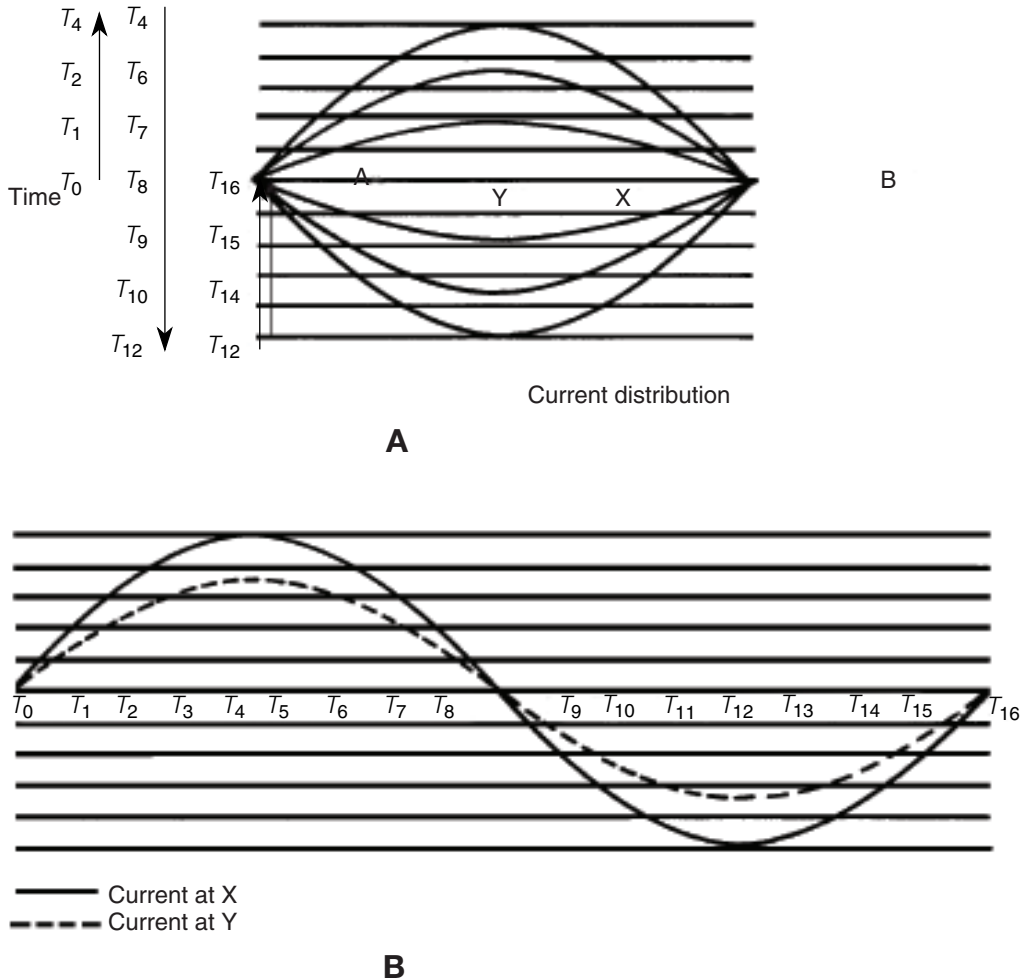 T4 T4
T2 T6
T1 T7
Time T0 T8 T16 A Y X B
T9 T15
T10 T14
T12 T12
Current distribution
A
T0 T1 T2 T3 T4 T5 T6 T7 T8 T9 T10 T11 T12 T13 T14 T15 T16
Current at X
Current at Y
B